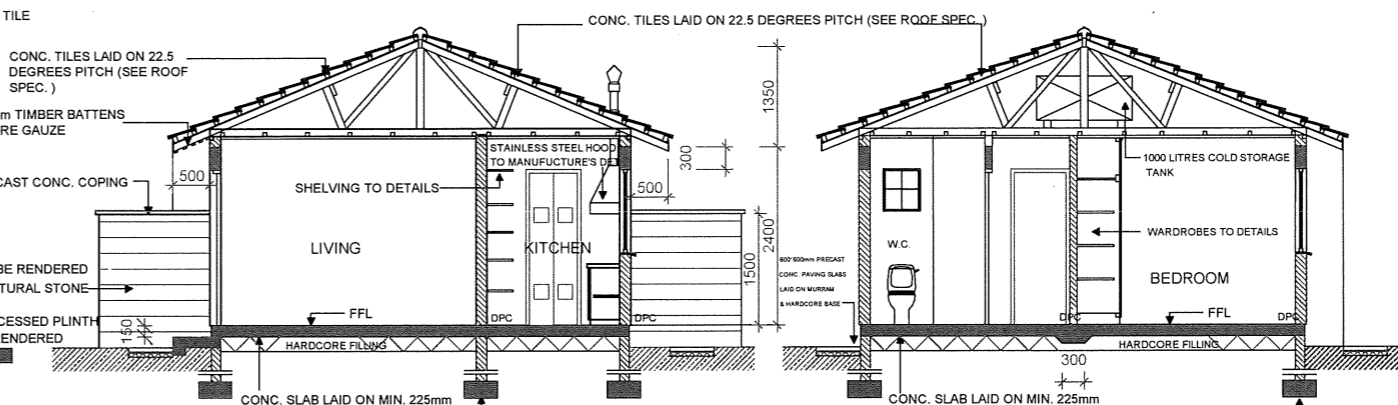 TILE
CONC. TILES LAID ON 22.5 DEGREES PITCH (SEE ROOF SPEC. )
CONC. TILES LAID ON 22.5
DEGREES PITCH (SEE ROOF
SPEC. )
m TIMBER BATTENS
RE GAUZE
CAST CONC. COPING
500
SHELVING TO DETAILS
STAINLESS STEEL HOOD
TO MANUFUCTURE'S DET
300
500
1350
2400
1500
LIVING
KITCHEN
BE RENDERED
TURAL STONE
CESSED PLINTH
RENDERED
150
FFL
DPC
DPC
HARDCORE FILLING
CONC. SLAB LAID ON MIN. 225mm
1000 LITRES COLD STORAGE
TANK
WARDROBES TO DETAILS
W.C.
BEDROOM
600*600mm PRECAST
CONC. PAVING SLABS
LAID ON MURRAM
& HARDCORE BASE
FFL
DPC
DPC
HARDCORE FILLING
300
CONC. SLAB LAID ON MIN. 225mm